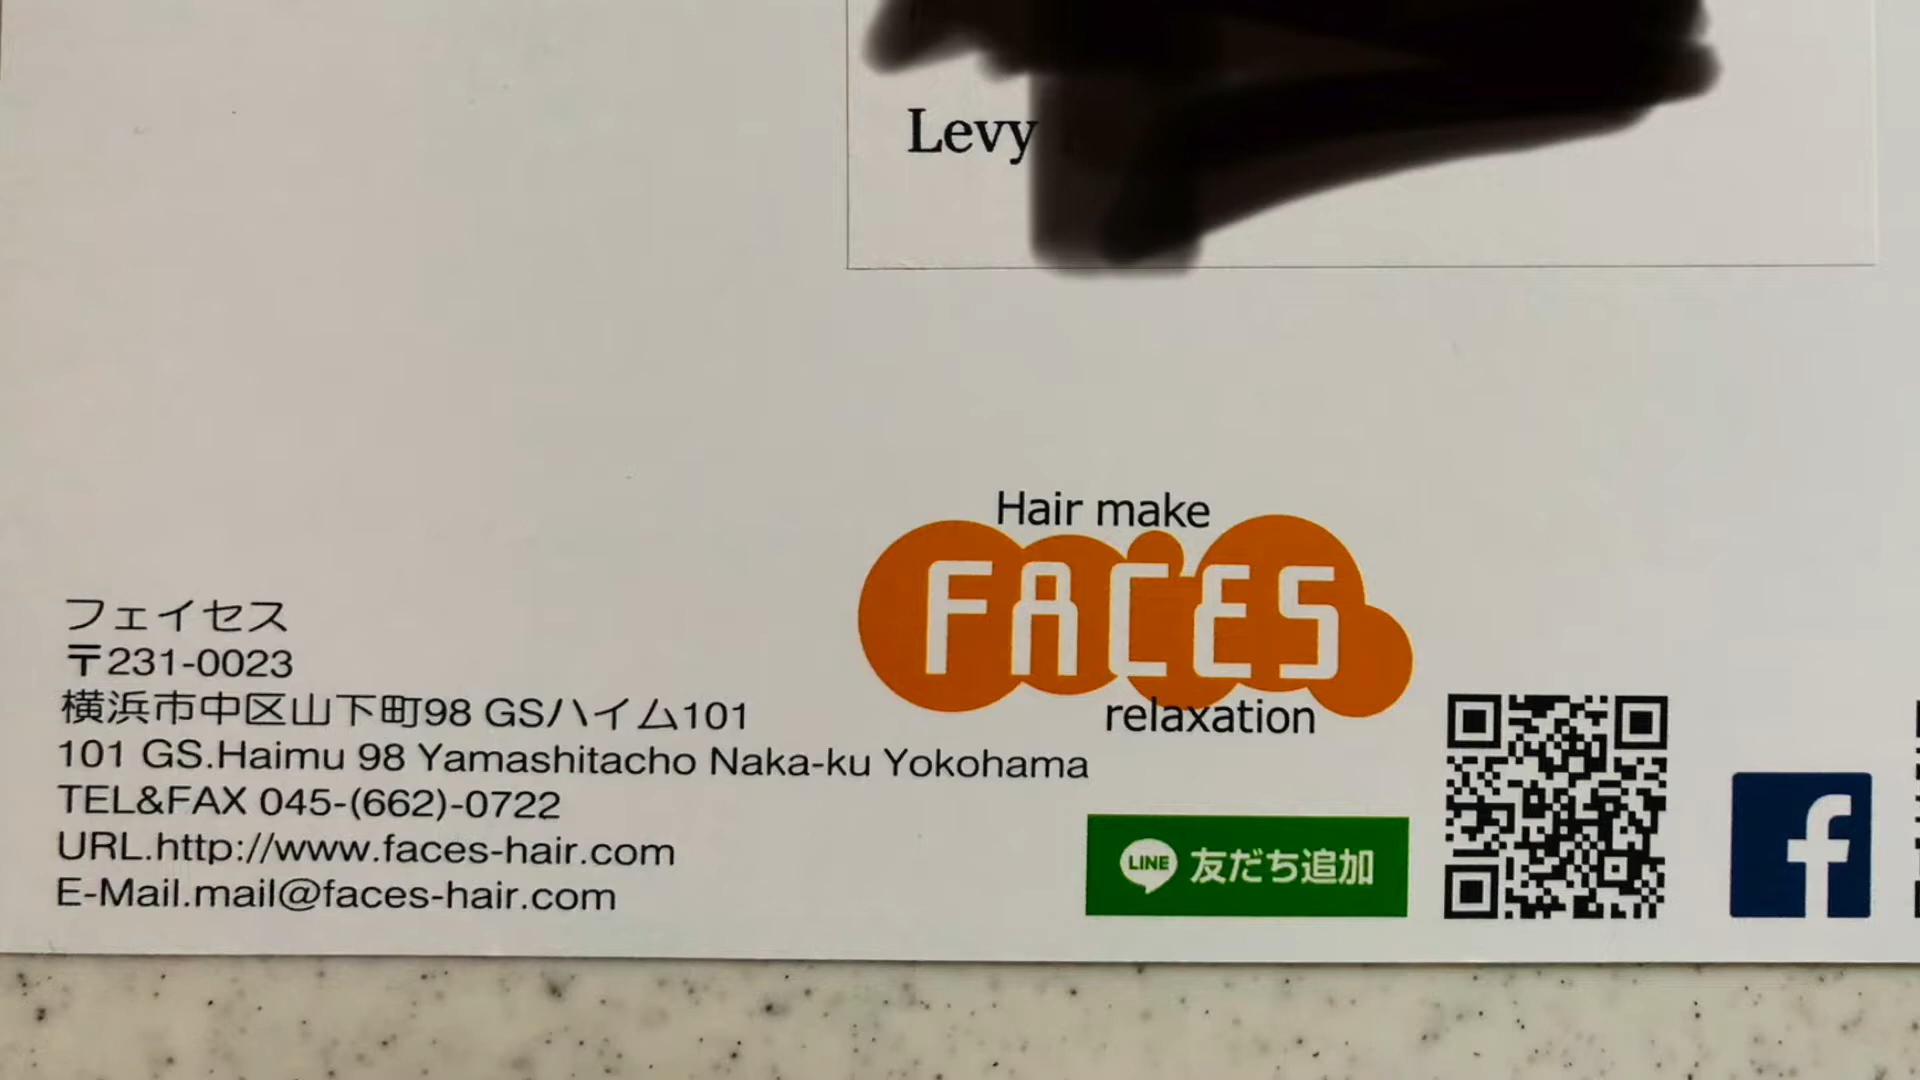 Levy
Hair make
FACES
relaxation
フェイセス
〒231-0023
横浜市中区山下町98 GSハイム101
101 GS.Haimu 98 Yamashitacho Naka-ku Yokohama
TEL&FAX 045-(662)-0722
URL.http://www.faces-hair.com
E-Mail.mail@faces-hair.com
LINE 友だち追加
f